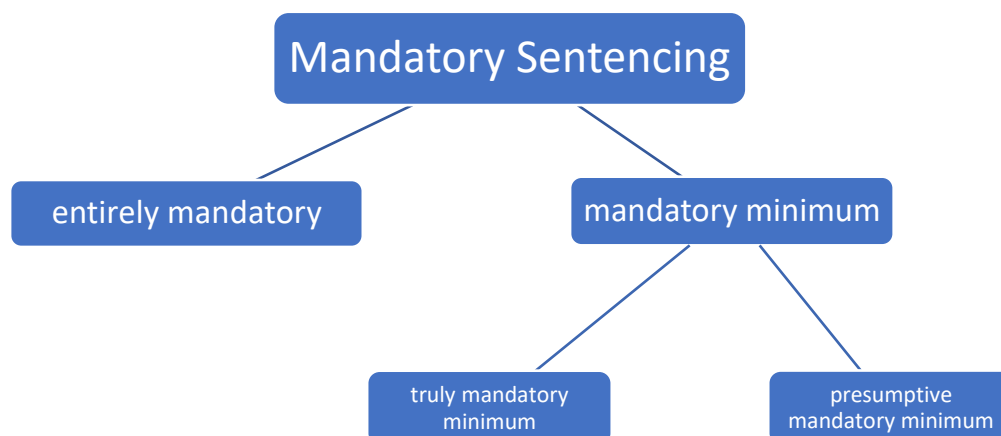 Mandatory Sentencing
entirely mandatory
mandatory minimum
truly mandatory
minimum
presumptive
mandatory minimum